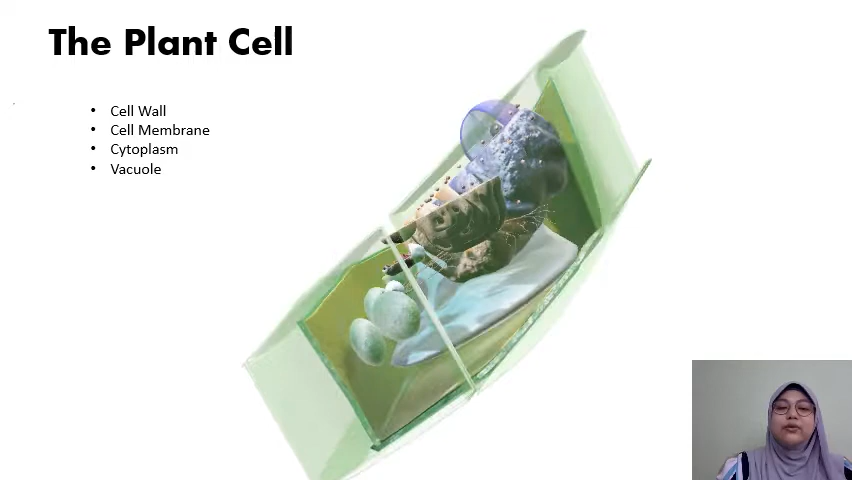 The Plant Cell
• Cell Wall
• Cell Membrane
• Cytoplasm
• Vacuole